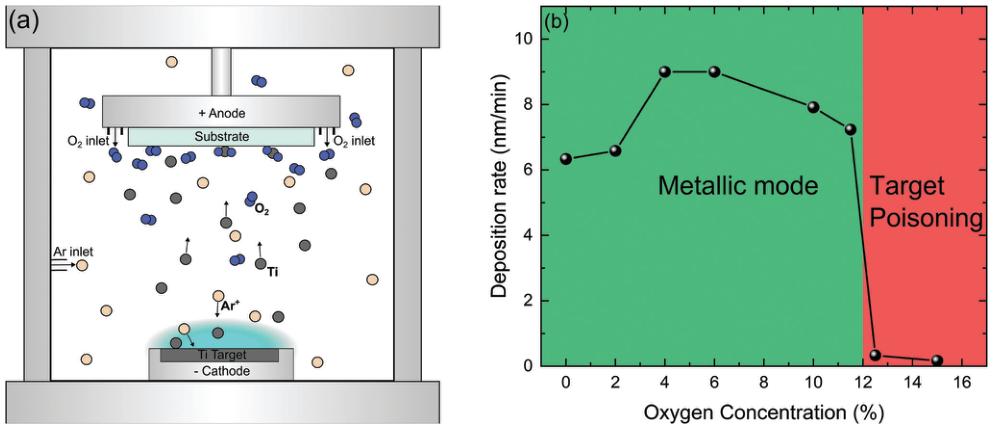 (a)
+ Anode
Substrate
O₂ inlet
O₂ inlet
O₂
Ar inlet
Ti
Ar⁺
Ti Target
- Cathode
(b)
Deposition rate (nm/min)
10
8
6
4
2
0
Metallic mode
Target
Poisoning
0 2 4 6 8 10 12 14 16
Oxygen Concentration (%)